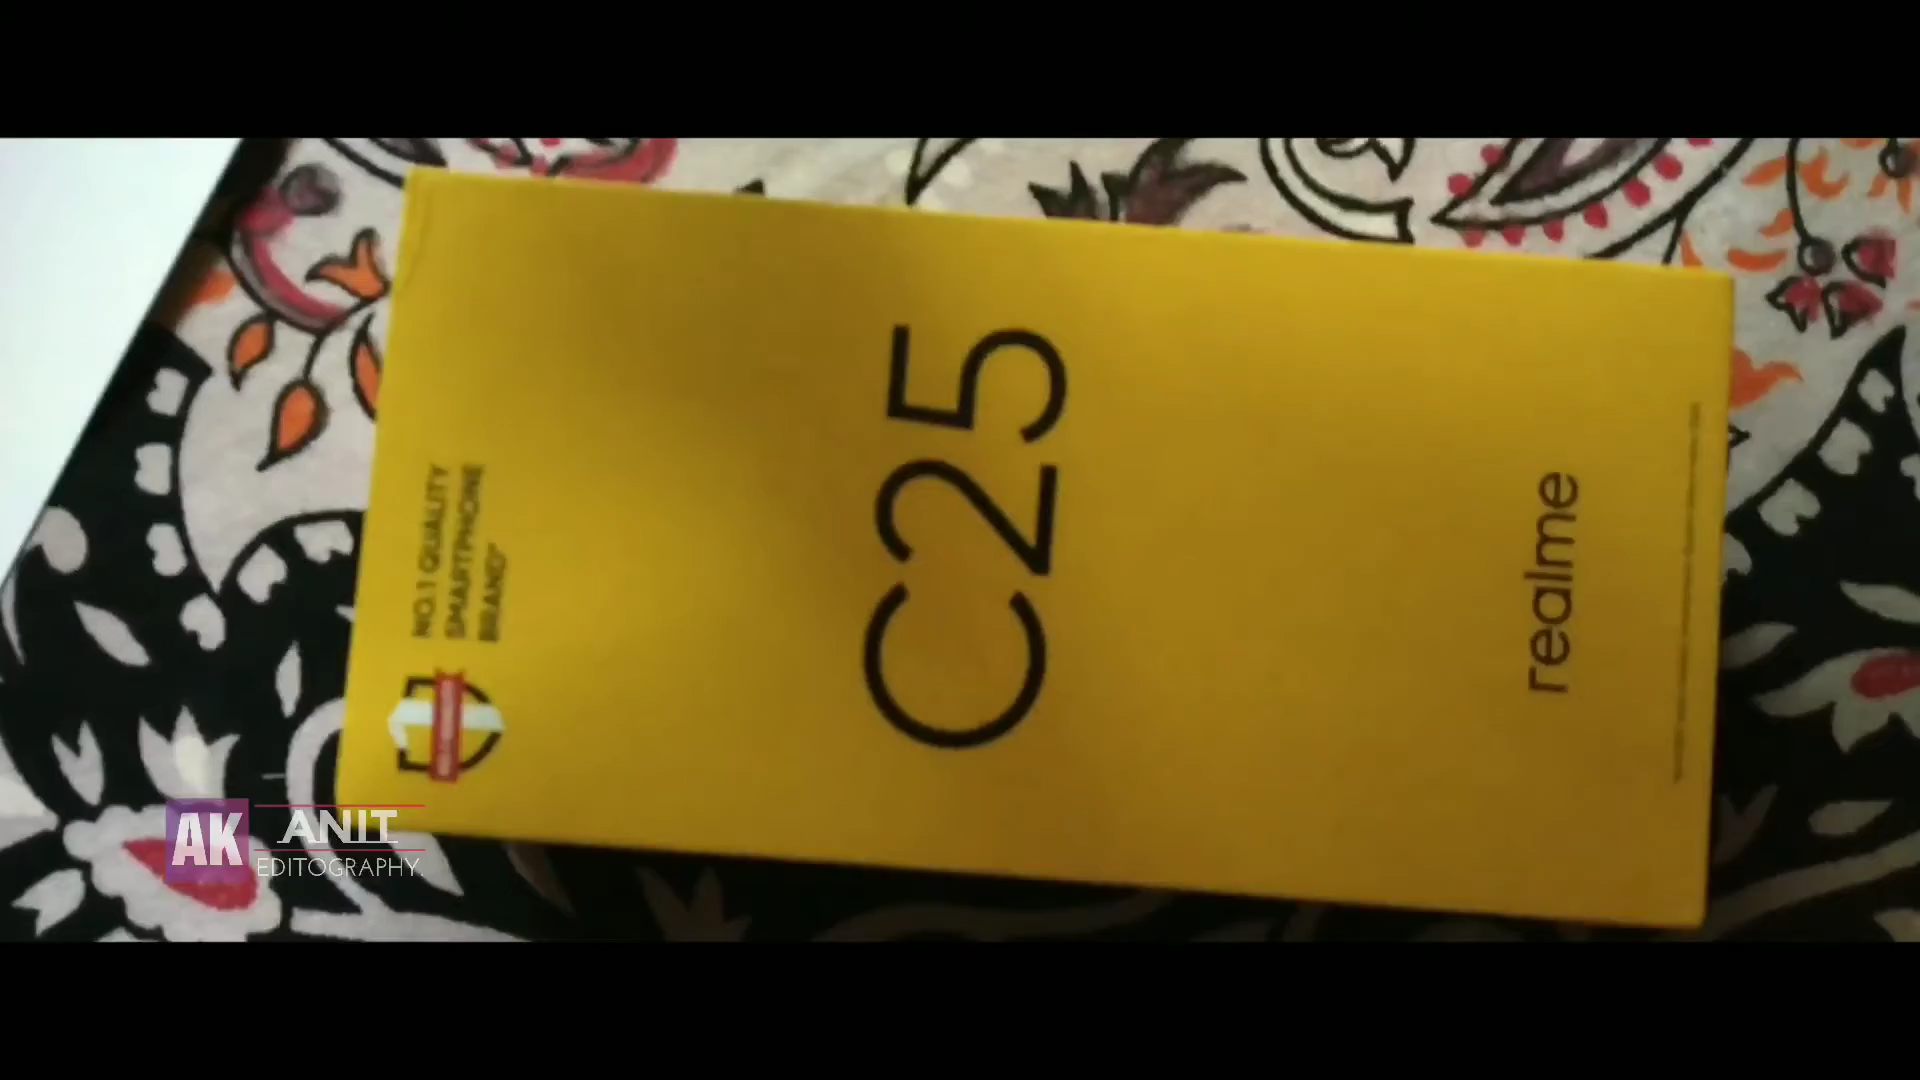 NO.1 QUALITY
SMARTPHONE
BRAND*
C25
realme
AK
ANIT
EDITOGRAPHY.